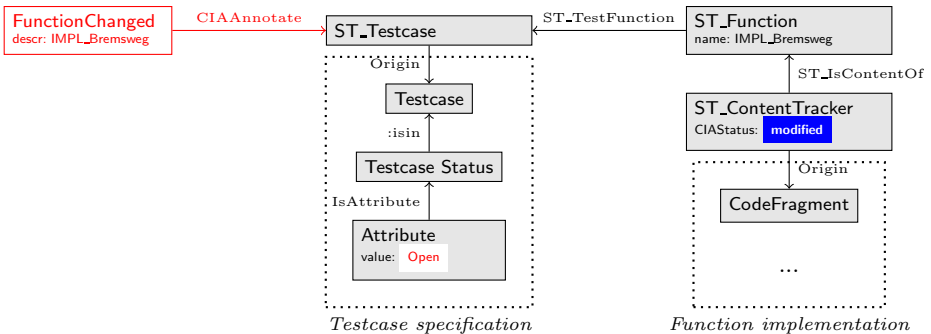 FunctionChanged
descr: IMPL_Bremsweg
CIAAnnotate
ST_Testcase
ST_TestFunction
ST_Function
name: IMPL_Bremsweg
Origin
ST_IsContentOf
Testcase
ST_ContentTracker
CIAStatus: modified
:isin
Testcase Status
Origin
IsAttribute
CodeFragment
Attribute
value: Open
...
Testcase specification
Function implementation